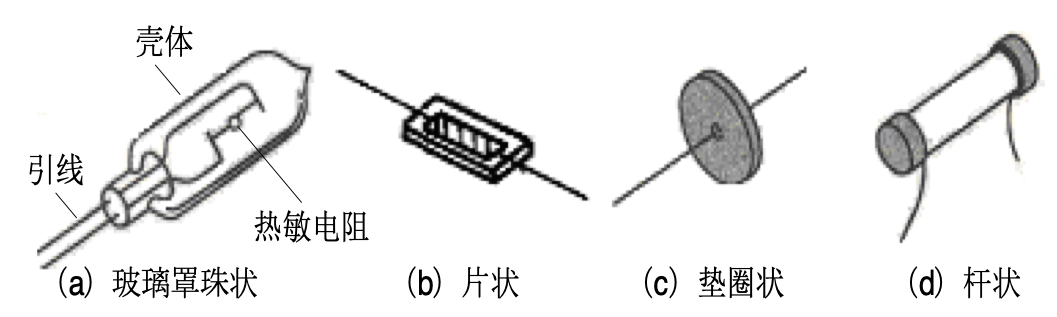 壳体
引线
热敏电阻
(a) 玻璃罩珠状
(b) 片状
(c) 垫圈状
(d) 杆状